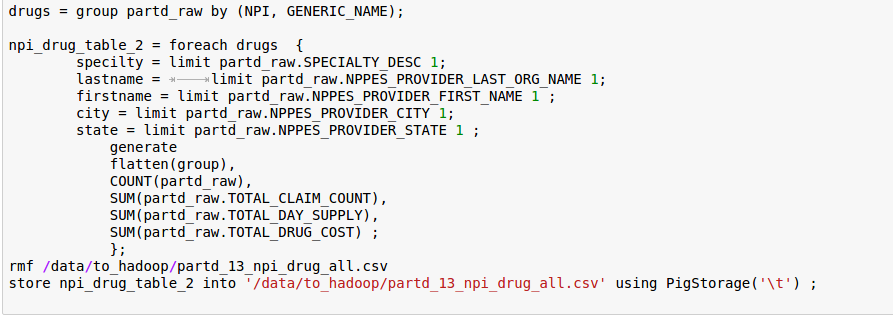 drugs = group partd_raw by (NPI, GENERIC_NAME);
npi_drug_table_2 = foreach drugs  {
        specilty = limit partd_raw.SPECIALTY_DESC 1;
        lastname =      limit partd_raw.NPPES_PROVIDER_LAST_ORG_NAME 1;
        firstname = limit partd_raw.NPPES_PROVIDER_FIRST_NAME 1 ;
        city = limit partd_raw.NPPES_PROVIDER_CITY 1;
        state = limit partd_raw.NPPES_PROVIDER_STATE 1 ;
            generate
            flatten(group),
            COUNT(partd_raw),
            SUM(partd_raw.TOTAL_CLAIM_COUNT),
            SUM(partd_raw.TOTAL_DAY_SUPPLY),
            SUM(partd_raw.TOTAL_DRUG_COST) ;
            };
rmf /data/to_hadoop/partd_13_npi_drug_all.csv
store npi_drug_table_2 into '/data/to_hadoop/partd_13_npi_drug_all.csv' using PigStorage('\t') ;